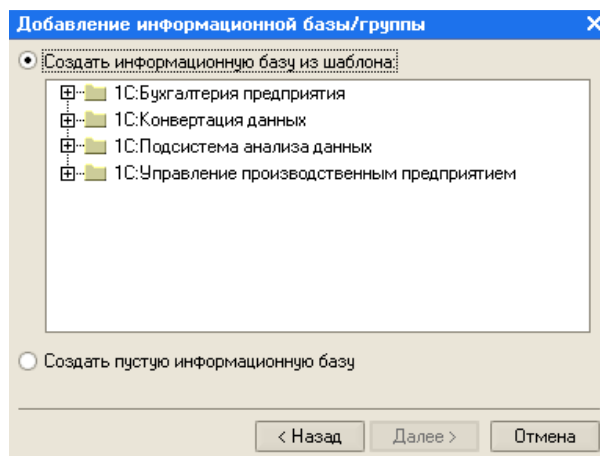 Добавление информационной базы/группы
Создать информационную базу из шаблона:
1С:Бухгалтерия предприятия
1С:Конвертация данных
1С:Подсистема анализа данных
1С:Управление производственным предприятием
Создать пустую информационную базу
< Назад Далее > Отмена